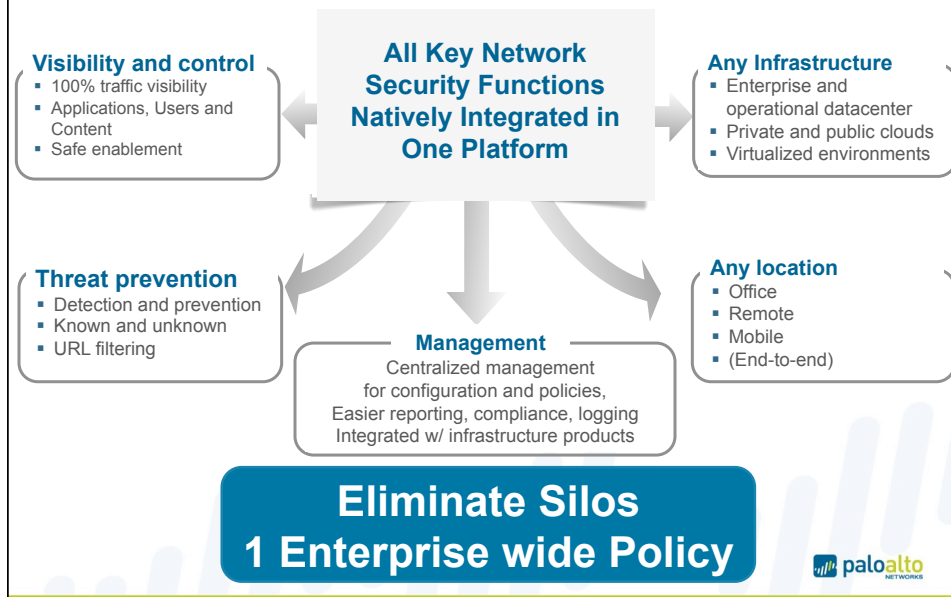 All Key Network
Security Functions
Natively Integrated in
One Platform
Visibility and control
▪ 100% traffic visibility
▪ Applications, Users and
Content
▪ Safe enablement
Any Infrastructure
▪ Enterprise and
operational datacenter
▪ Private and public clouds
▪ Virtualized environments
Threat prevention
▪ Detection and prevention
▪ Known and unknown
▪ URL filtering
Any location
▪ Office
▪ Remote
▪ Mobile
▪ (End-to-end)
Management
Centralized management
for configuration and policies,
Easier reporting, compliance, logging
Integrated w/ infrastructure products
Eliminate Silos
1 Enterprise wide Policy
paloalto
NETWORKS